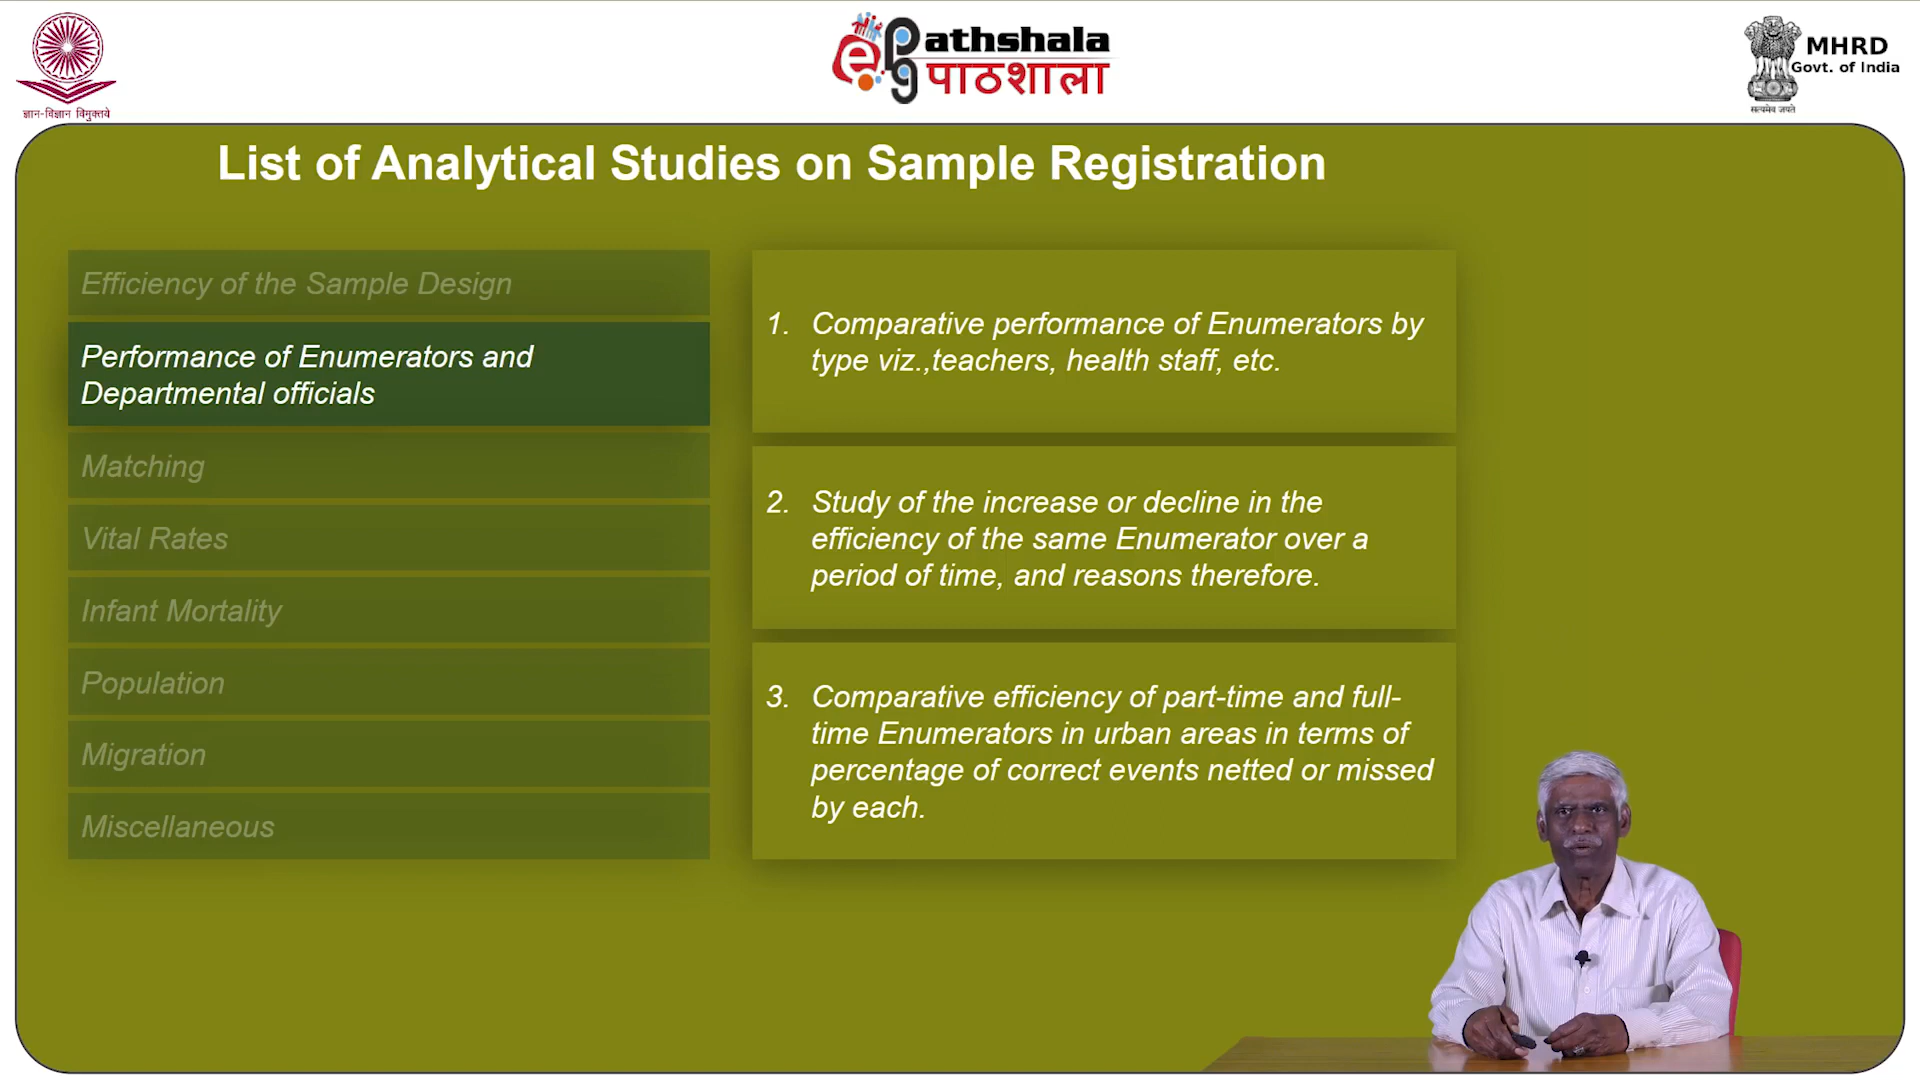 ज्ञान-विज्ञान विमुक्तये
ePg
athshala
पाठशाला
MHRD
Govt. of India
सत्यमेव जयते
List of Analytical Studies on Sample Registration
Efficiency of the Sample Design
Performance of Enumerators and
Departmental officials
Matching
Vital Rates
Infant Mortality
Population
Migration
Miscellaneous
1. Comparative performance of Enumerators by
type viz.,teachers, health staff, etc.
2. Study of the increase or decline in the
efficiency of the same Enumerator over a
period of time, and reasons therefore.
3. Comparative efficiency of part-time and full-
time Enumerators in urban areas in terms of
percentage of correct events netted or missed
by each.